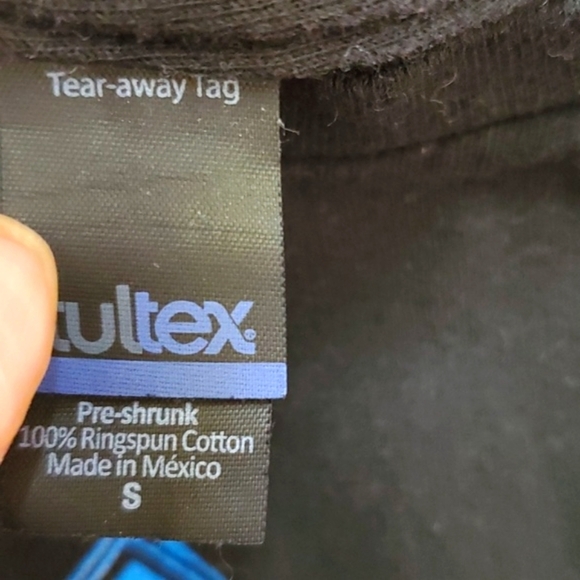 Tear-away Tag
tultex
Pre-shrunk
100% Ringspun Cotton
Made in México
S